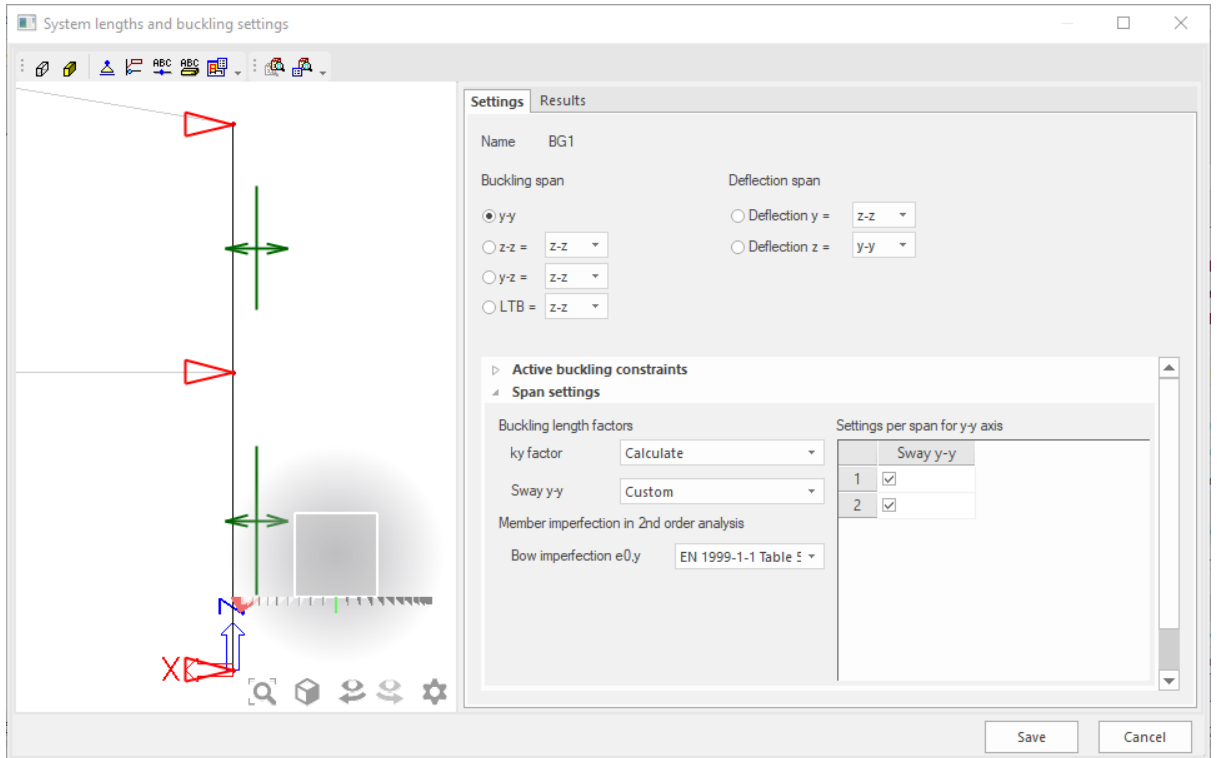 System lengths and buckling settings
ABC ABC
Settings Results
Name BG1
Buckling span Deflection span
y-y Deflection y = z-z
z-z = z-z Deflection z = y-y
y-z = z-z
LTB = z-z
Active buckling constraints
Span settings
Buckling length factors Settings per span for y-y axis
ky factor Calculate Sway y-y
1
Sway y-y Custom
2
Member imperfection in 2nd order analysis
Bow imperfection e0,y EN 1999-1-1 Table
Z
X
Save Cancel